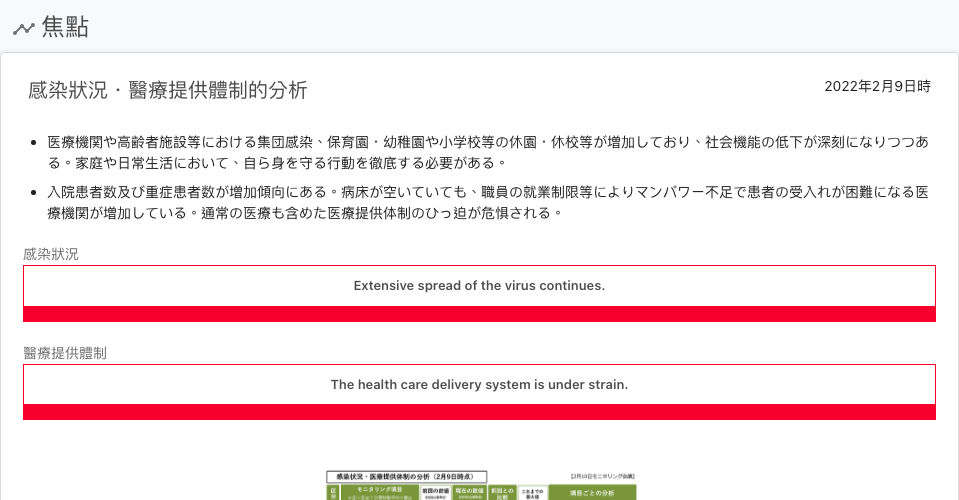 焦點
感染狀況・醫療提供體制的分析
2022年2月9日時
医療機関や高齢者施設等における集団感染、保育園・幼稚園や小学校等の休園・休校等が増加しており、社会機能の低下が深刻になりつつあ
る。家庭や日常生活において、自ら身を守る行動を徹底する必要がある。
入院患者数及び重症患者数が増加傾向にある。病床が空いていても、職員の就業制限等によりマンパワー不足で患者の受入れが困難になる医
療機関が増加している。通常の医療も含めた医療提供体制のひっ迫が危惧される。
感染狀況
Extensive spread of the virus continues.
醫療提供體制
The health care delivery system is under strain.
感染状況・医療提供体制の分析（2月9日時点）
【2月10日モニタリング会議】
区分
モニタリング項目
前回の数値
現在の数値
前回との
比較
これまでの
最大値
項目ごとの分析